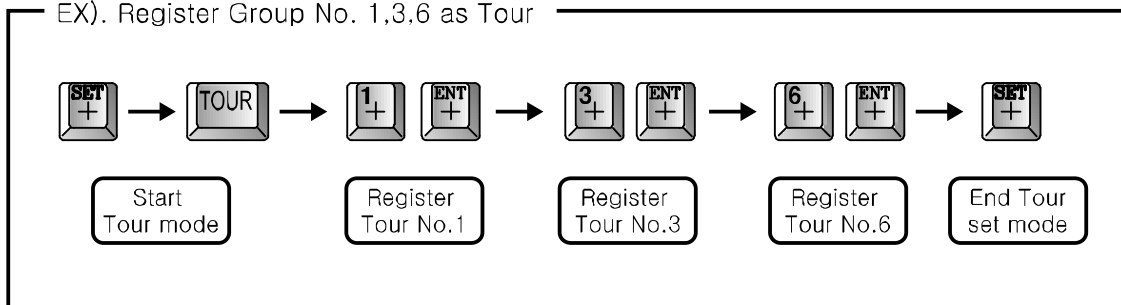 EX). Register Group No. 1,3,6 as Tour
SET + TOUR 1 + ENT + 3 + ENT + 6 + ENT + SET +
Start
Tour mode
Register
Tour No.1
Register
Tour No.3
Register
Tour No.6
End Tour
set mode